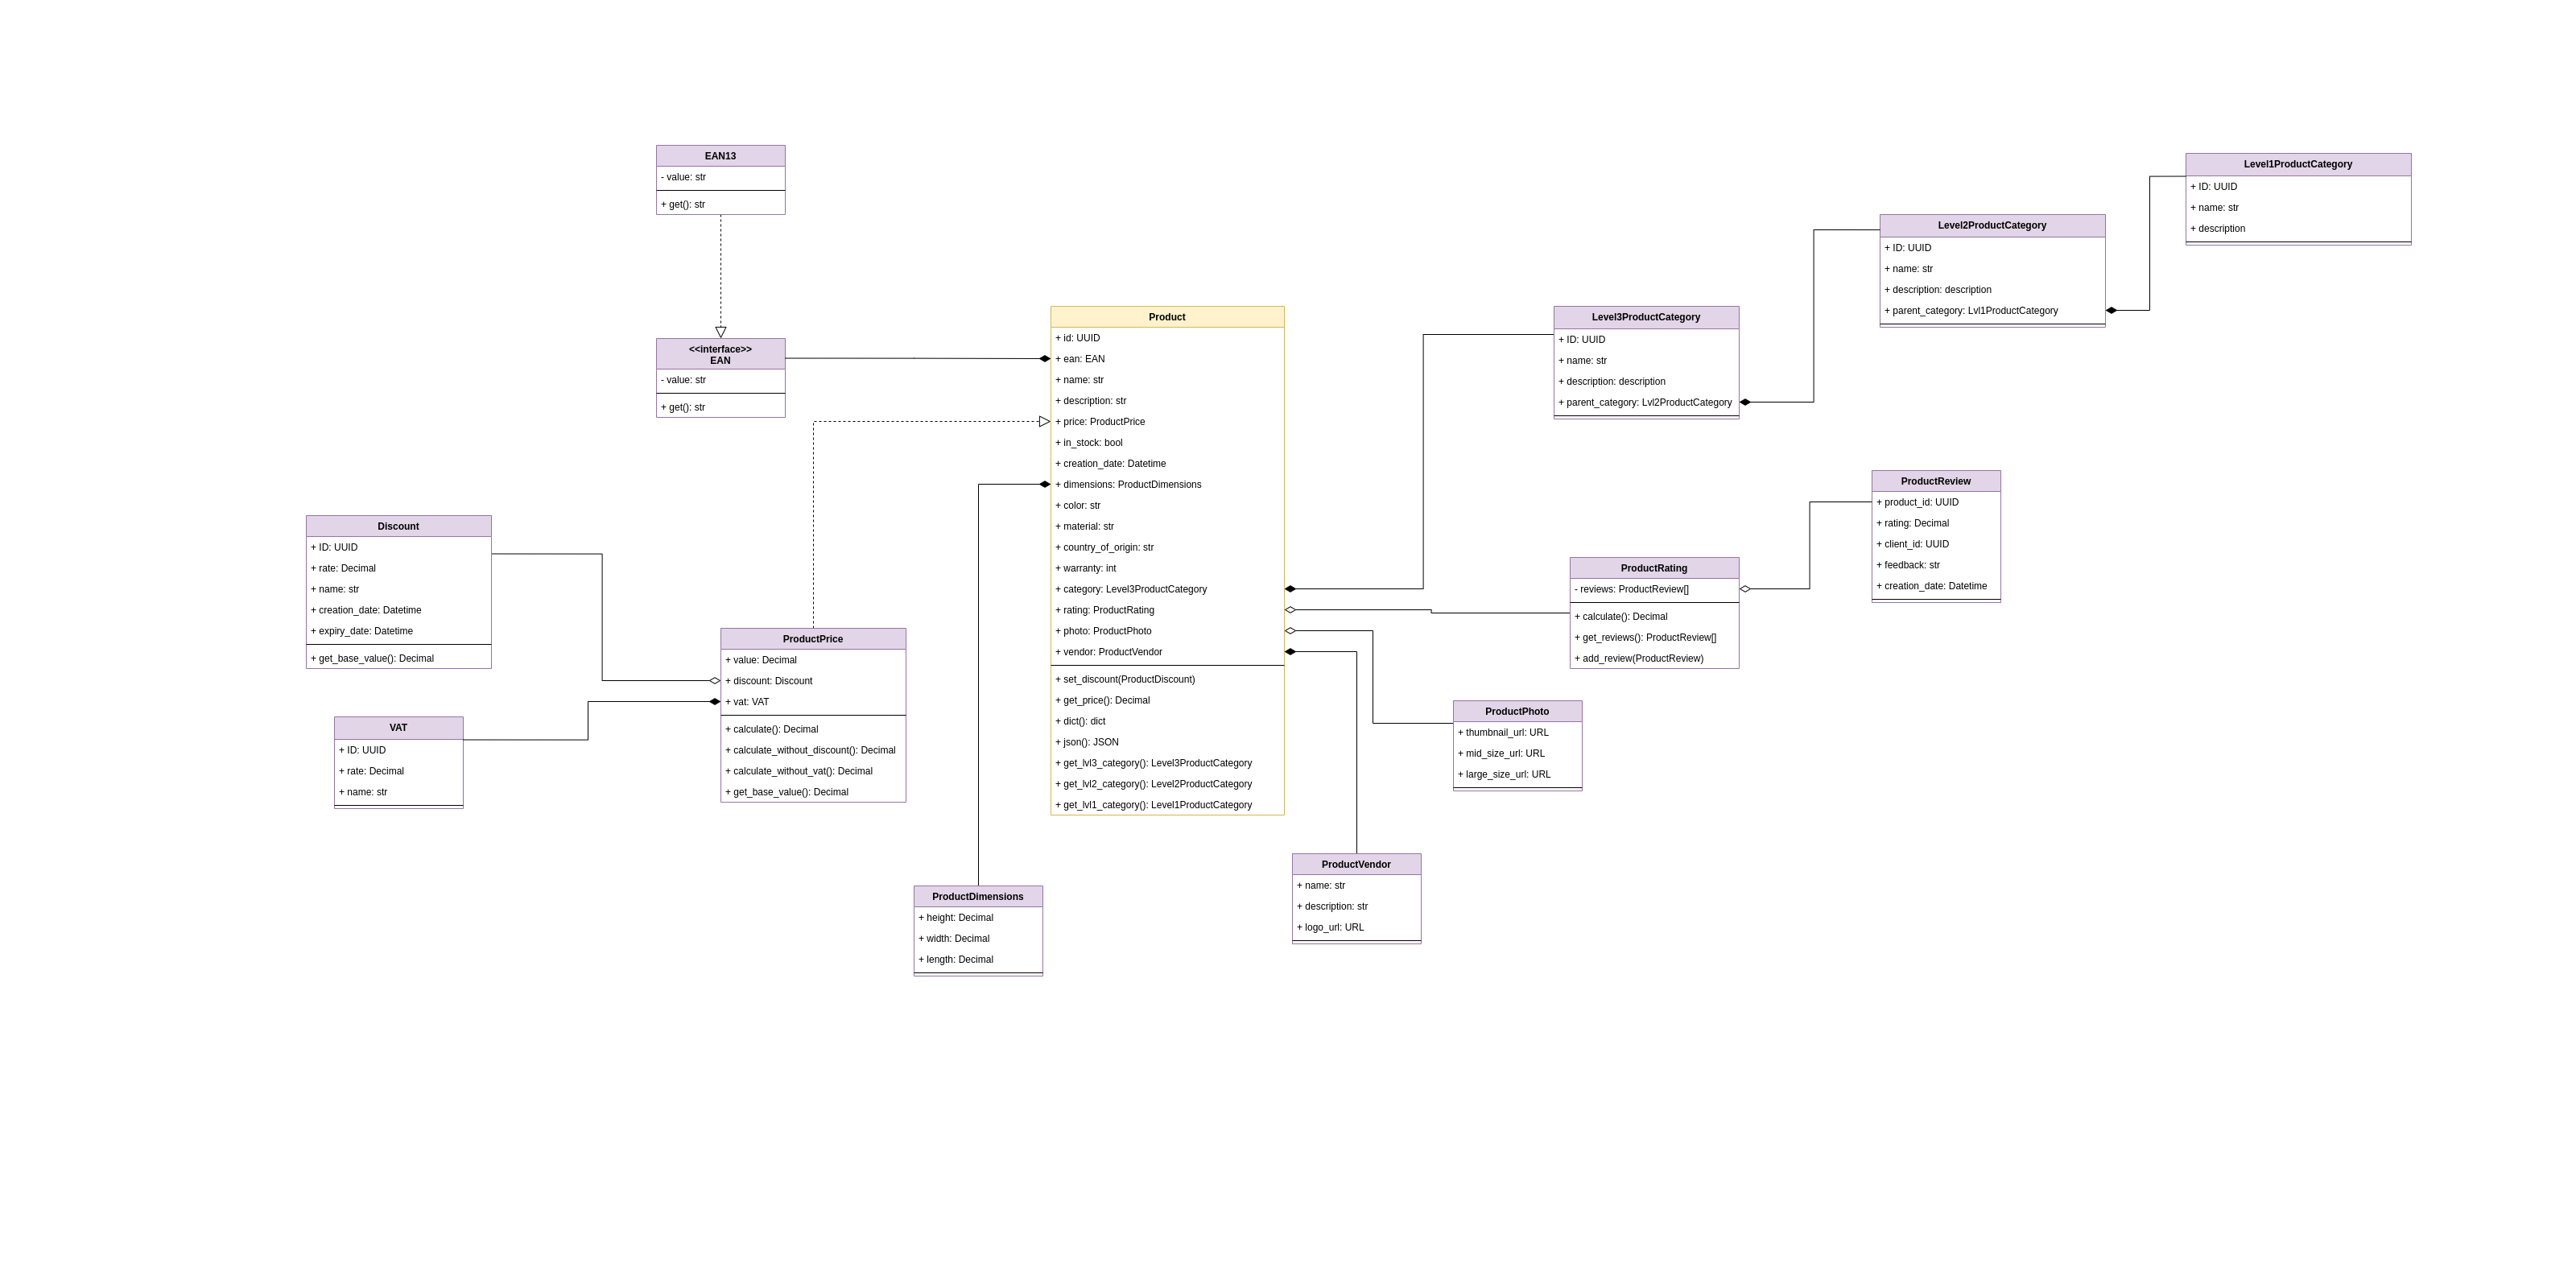 EAN13
- value: str
+ get(): str
<<interface>>
EAN
- value: str
+ get(): str
Discount
+ ID: UUID
+ rate: Decimal
+ name: str
+ creation_date: Datetime
+ expiry_date: Datetime
+ get_base_value(): Decimal
VAT
+ ID: UUID
+ rate: Decimal
+ name: str
ProductPrice
+ value: Decimal
+ discount: Discount
+ vat: VAT
+ calculate(): Decimal
+ calculate_without_discount(): Decimal
+ calculate_without_vat(): Decimal
+ get_base_value(): Decimal
ProductDimensions
+ height: Decimal
+ width: Decimal
+ length: Decimal
Product
+ id: UUID
+ ean: EAN
+ name: str
+ description: str
+ price: ProductPrice
+ in_stock: bool
+ creation_date: Datetime
+ dimensions: ProductDimensions
+ color: str
+ material: str
+ country_of_origin: str
+ warranty: int
+ category: Level3ProductCategory
+ rating: ProductRating
+ photo: ProductPhoto
+ vendor: ProductVendor
+ set_discount(ProductDiscount)
+ get_price(): Decimal
+ dict(): dict
+ json(): JSON
+ get_lvl3_category(): Level3ProductCategory
+ get_lvl2_category(): Level2ProductCategory
+ get_lvl1_category(): Level1ProductCategory
Level3ProductCategory
+ ID: UUID
+ name: str
+ description: description
+ parent_category: Lvl2ProductCategory
Level2ProductCategory
+ ID: UUID
+ name: str
+ description: description
+ parent_category: Lvl1ProductCategory
Level1ProductCategory
+ ID: UUID
+ name: str
+ description
ProductReview
+ product_id: UUID
+ rating: Decimal
+ client_id: UUID
+ feedback: str
+ creation_date: Datetime
ProductRating
- reviews: ProductReview[]
+ calculate(): Decimal
+ get_reviews(): ProductReview[]
+ add_review(ProductReview)
ProductPhoto
+ thumbnail_url: URL
+ mid_size_url: URL
+ large_size_url: URL
ProductVendor
+ name: str
+ description: str
+ logo_url: URL